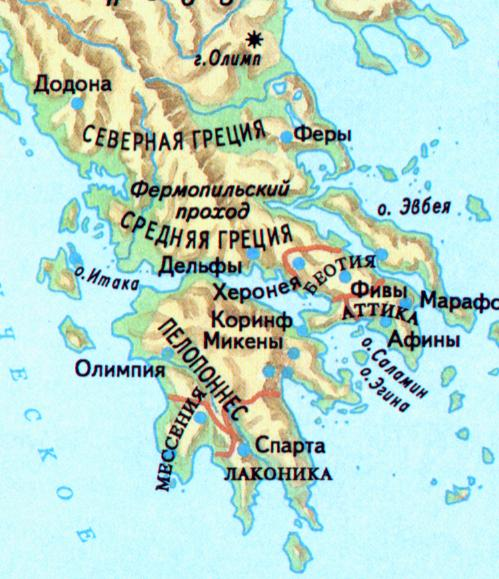 г. Олимп
Додона
СЕВЕРНАЯ ГРЕЦИЯ
Феры
Фермопильский
проход
о. Эвбея
СРЕДНЯЯ ГРЕЦИЯ
Дельфы
о. Итака
Херонея
БЕОТИЯ
Фивы
Марафо
АТТИКА
Коринф
Микены
Афины
ПЕЛОПОННЕС
о. Саламин
о. Эгина
Олимпия
МЕССЕНИЯ
Спарта
ЛАКОНИКА
Ч Е С К О Е